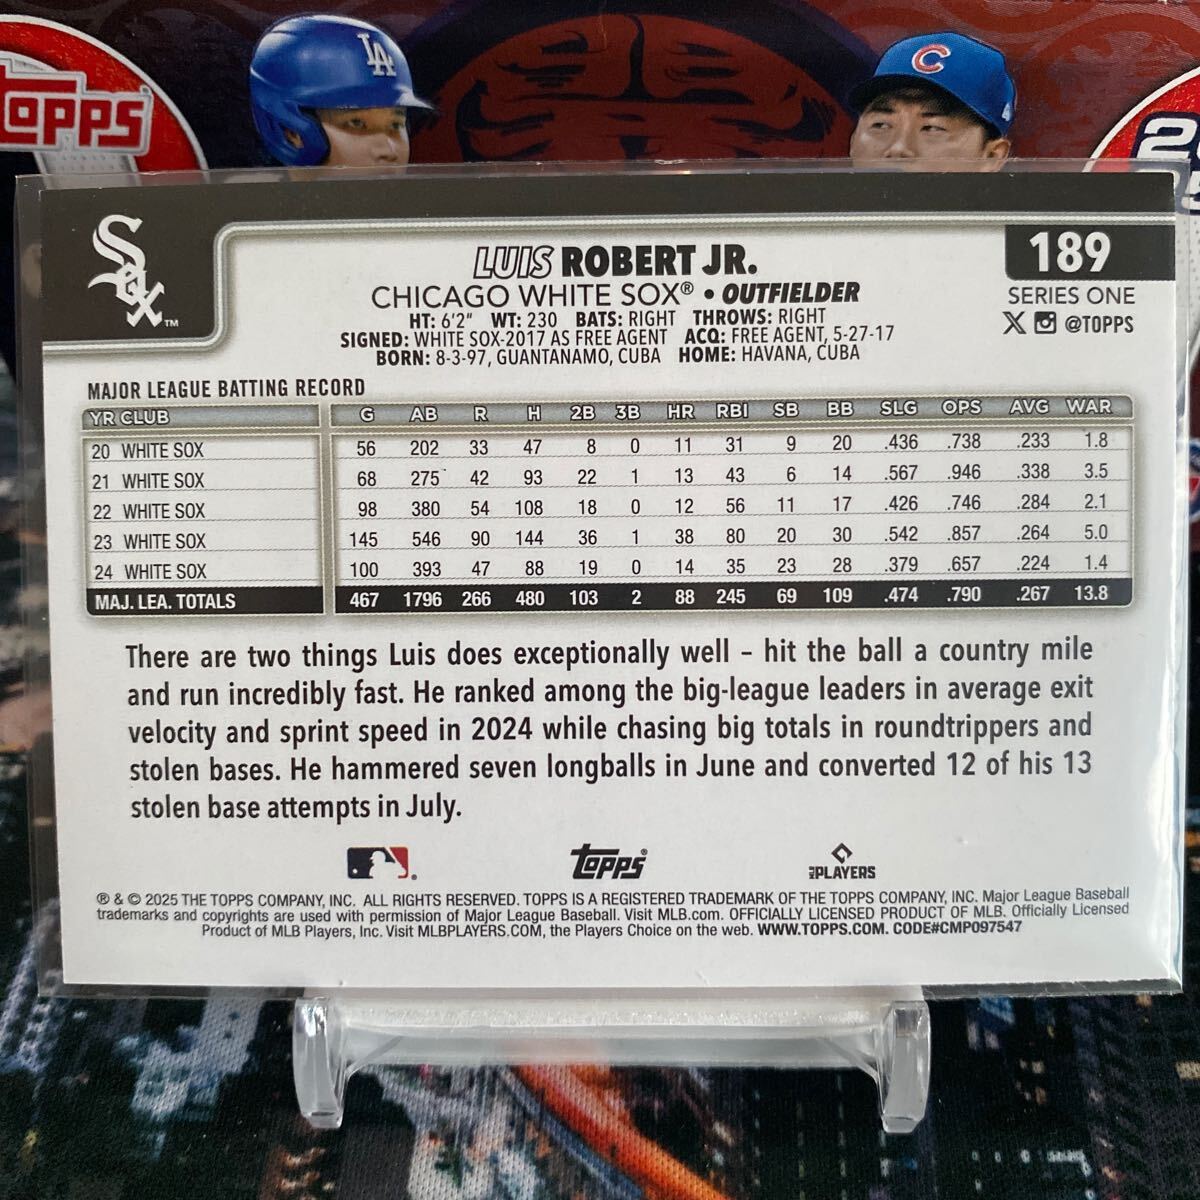 TOPPS
LA
C
Sox
TM
LUIS ROBERT JR.
CHICAGO WHITE SOX® • OUTFIELDER
HT: 6'2" WT: 230 BATS: RIGHT THROWS: RIGHT
SIGNED: WHITE SOX-2017 AS FREE AGENT ACQ: FREE AGENT, 5-27-17
BORN: 8-3-97, GUANTANAMO, CUBA HOME: HAVANA, CUBA
189
SERIES ONE
@TOPPS
MAJOR LEAGUE BATTING RECORD
YR CLUB G AB R H 2B 3B HR RBI SB BB SLG OPS AVG WAR
20 WHITE SOX 56 202 33 47 8 0 11 31 9 20 .436 .738 .233 1.8
21 WHITE SOX 68 275 42 93 22 1 13 43 6 14 .567 .946 .338 3.5
22 WHITE SOX 98 380 54 108 18 0 12 56 11 17 .426 .746 .284 2.1
23 WHITE SOX 145 546 90 144 36 1 38 80 20 30 .542 .857 .264 5.0
24 WHITE SOX 100 393 47 88 19 0 14 35 23 28 .379 .657 .224 1.4
MAJ. LEA. TOTALS 467 1796 266 480 103 2 88 245 69 109 .474 .790 .267 13.8
There are two things Luis does exceptionally well – hit the ball a country mile
and run incredibly fast. He ranked among the big-league leaders in average exit
velocity and sprint speed in 2024 while chasing big totals in roundtrippers and
stolen bases. He hammered seven longballs in June and converted 12 of his 13
stolen base attempts in July.
TOPPS®
MLB PLAYERS
® & © 2025 THE TOPPS COMPANY, INC. ALL RIGHTS RESERVED. TOPPS IS A REGISTERED TRADEMARK OF THE TOPPS COMPANY, INC. Major League Baseball
trademarks and copyrights are used with permission of Major League Baseball. Visit MLB.com. OFFICIALLY LICENSED PRODUCT OF MLB. Officially Licensed
Product of MLB Players, Inc. Visit MLBPLAYERS.COM, the Players Choice on the web. WWW.TOPPS.COM. CODE#CMP097547